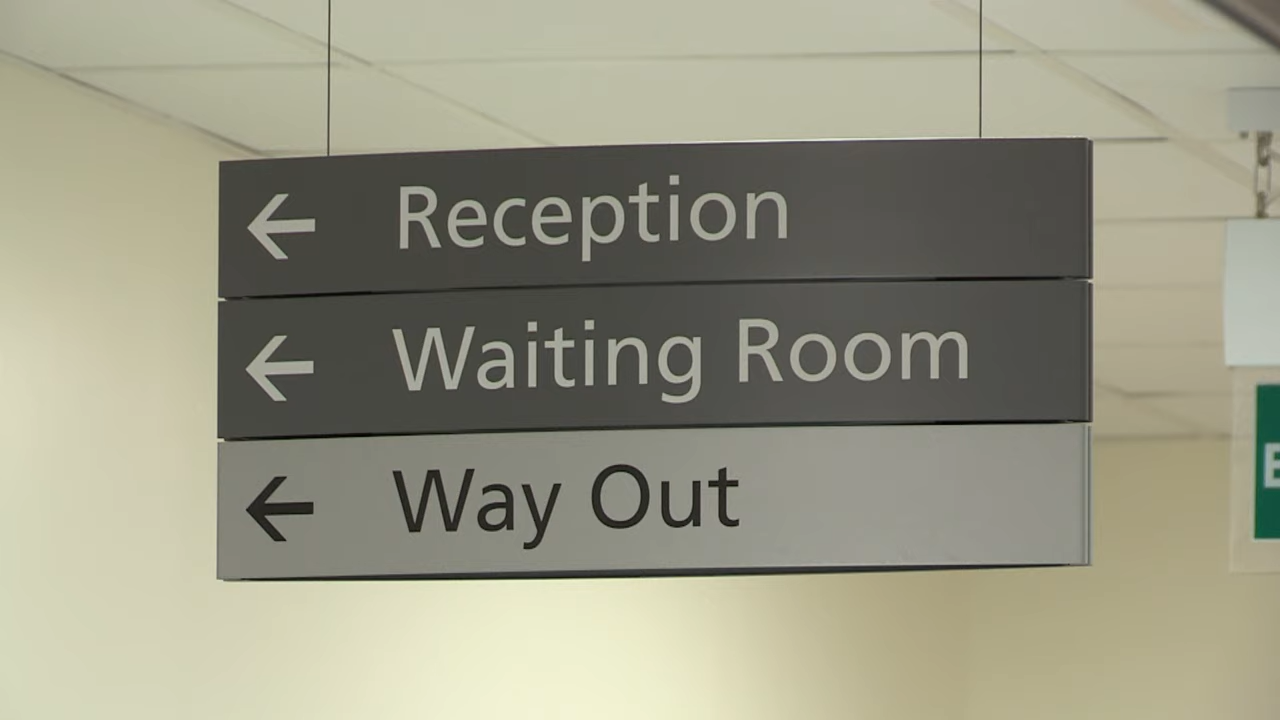 ← Reception
← Waiting Room
← Way Out